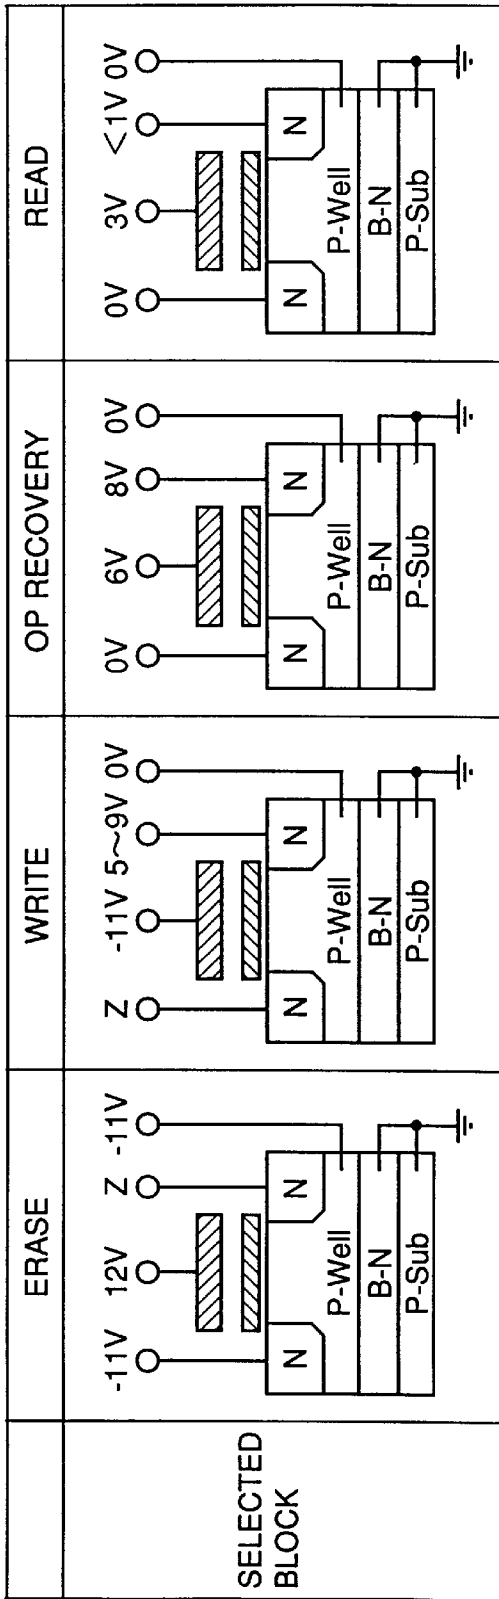 ERASE
WRITE
OP RECOVERY
READ
SELECTED
BLOCK
-11V 12V Z -11V
N N
P-Well
B-N
P-Sub
Z -11V 5~9V 0V
N N
P-Well
B-N
P-Sub
0V 6V 8V 0V
N N
P-Well
B-N
P-Sub
0V 3V <1V 0V
N N
P-Well
B-N
P-Sub